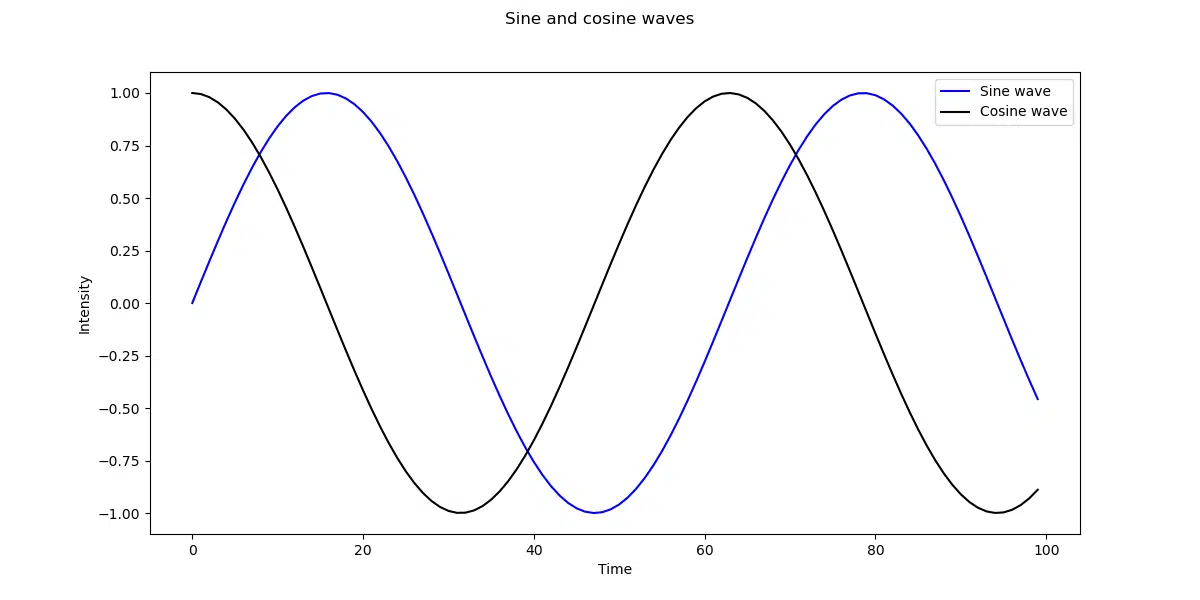 Sine and cosine waves
Sine wave
Cosine wave
1.00
0.75
0.50
0.25
0.00
−0.25
−0.50
−0.75
−1.00
Intensity
0 20 40 60 80 100
Time